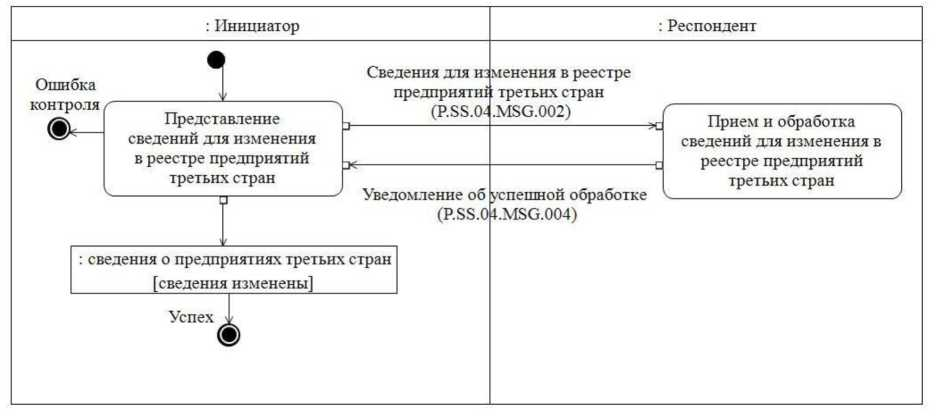 : Инициатор
: Респондент
Ошибка
контроля
Представление
сведений для изменения
в реестре предприятий
третьих стран
Сведения для изменения в реестре
предприятий третьих стран
(P.SS.04.MSG.002)
Прием и обработка
сведений для изменения в
реестре предприятий
третьих стран
Уведомление об успешной обработке
(P.SS.04.MSG.004)
: сведения о предприятиях третьих стран
[сведения изменены]
Успех